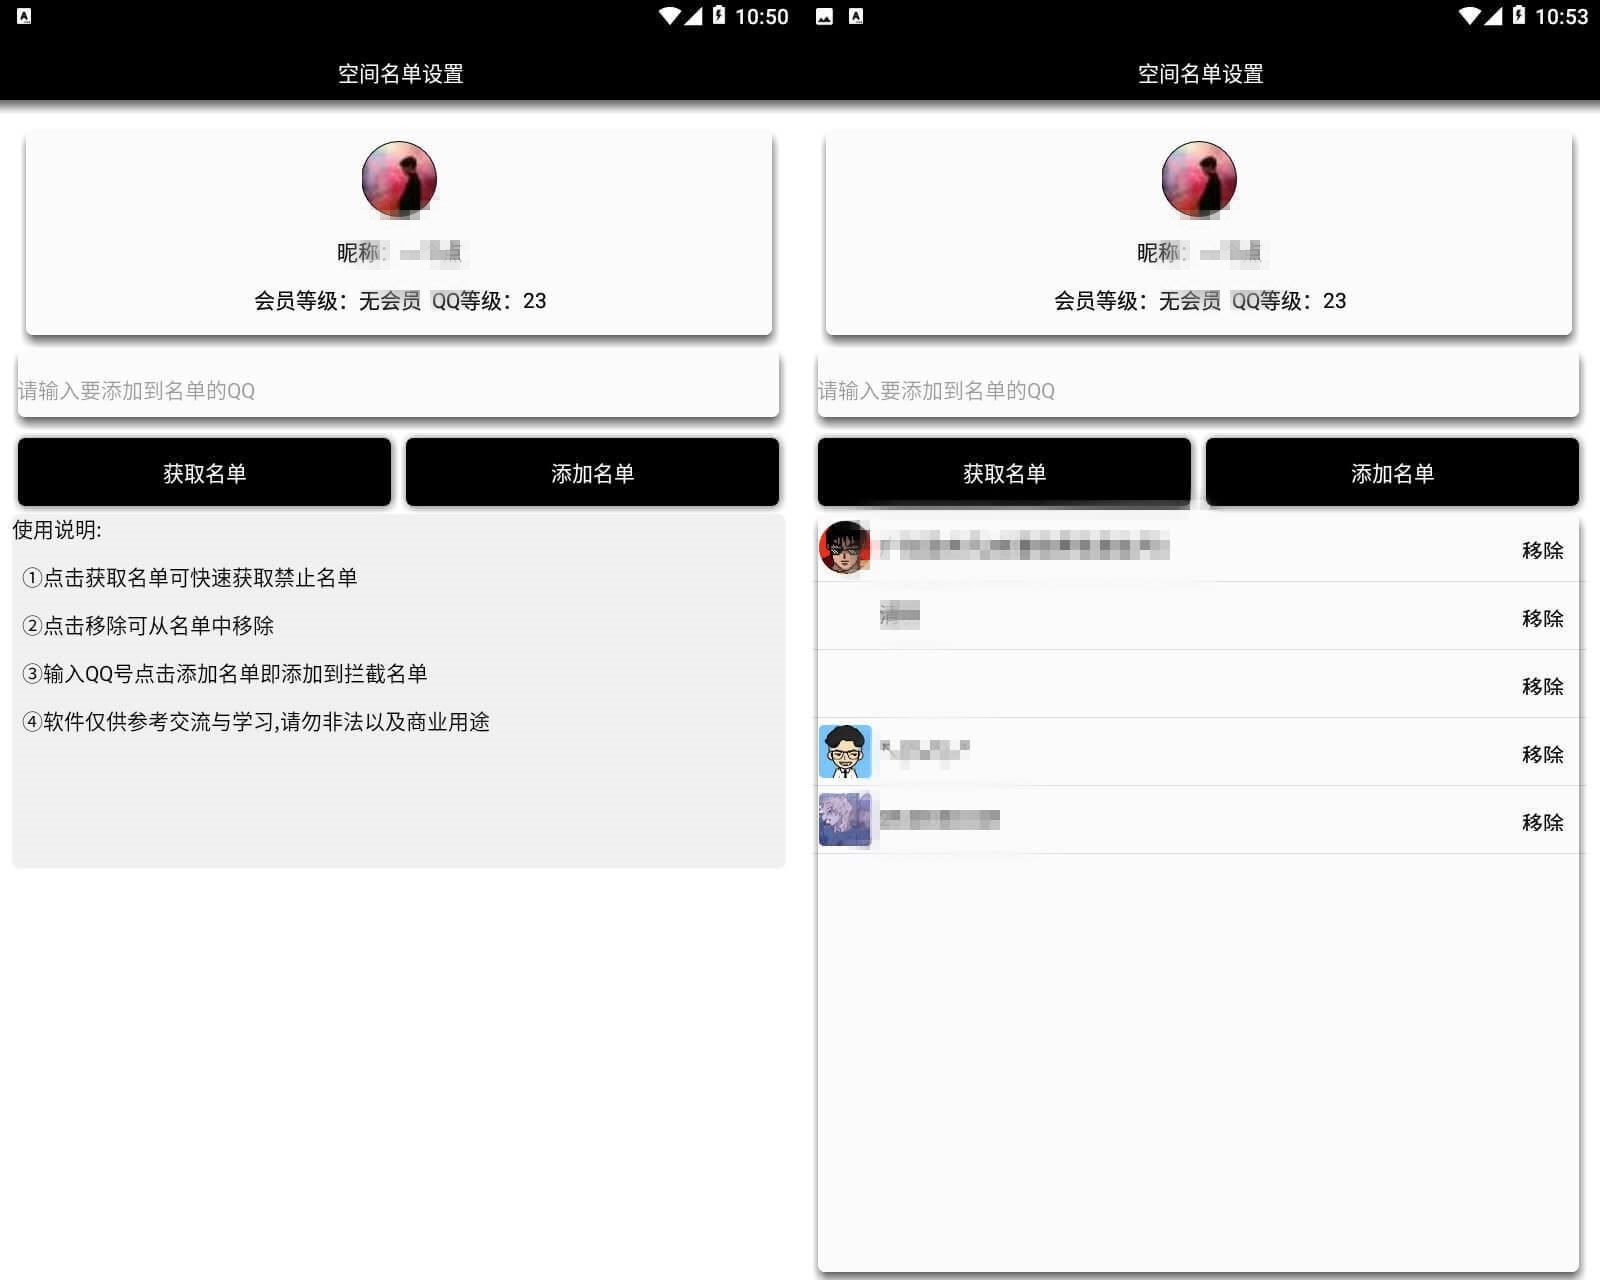 10:50
空间名单设置
昵称:
会员等级：无会员 QQ等级：23
请输入要添加到名单的QQ
获取名单
添加名单
使用说明:
①点击获取名单可快速获取禁止名单
②点击移除可从名单中移除
③输入QQ号点击添加名单即添加到拦截名单
④软件仅供参考交流与学习,请勿非法以及商业用途
10:53
空间名单设置
昵称:
会员等级：无会员 QQ等级：23
请输入要添加到名单的QQ
获取名单
添加名单
移除
移除
移除
移除
移除